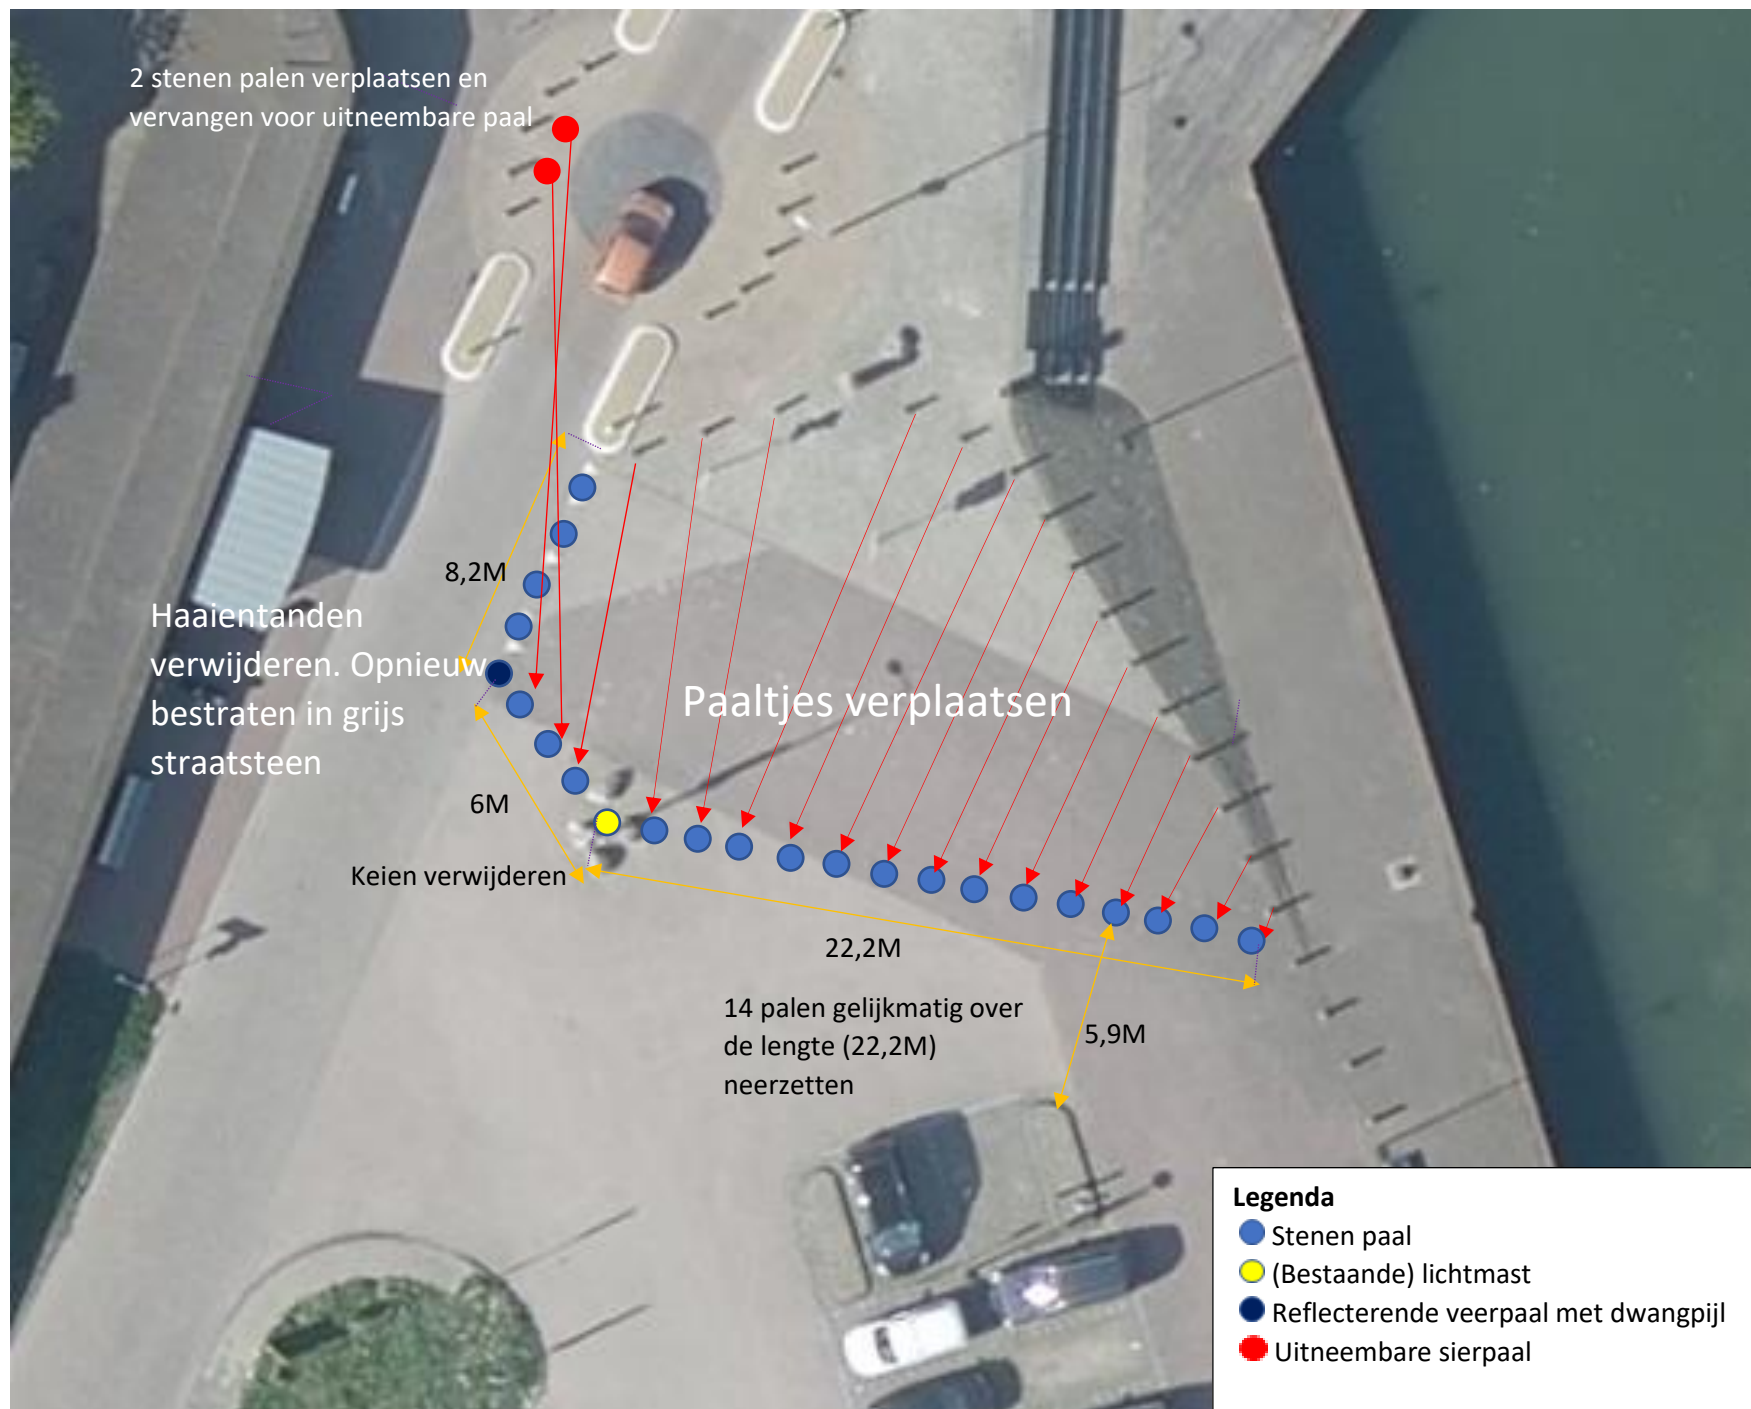 2 stenen palen verplaatsen en
vervangen voor uitneembare paal
8,2M
Haaientanden
verwijderen. Opnieuw
bestraten in grijs
straatsteen
Paaltjes verplaatsen
6M
Keien verwijderen
22,2M
14 palen gelijkmatig over
de lengte (22,2M)
neerzetten
5,9M
Legenda
Stenen paal
(Bestaande) lichtmast
Reflecterende veerpaal met dwangpijl
Uitneembare sierpaal